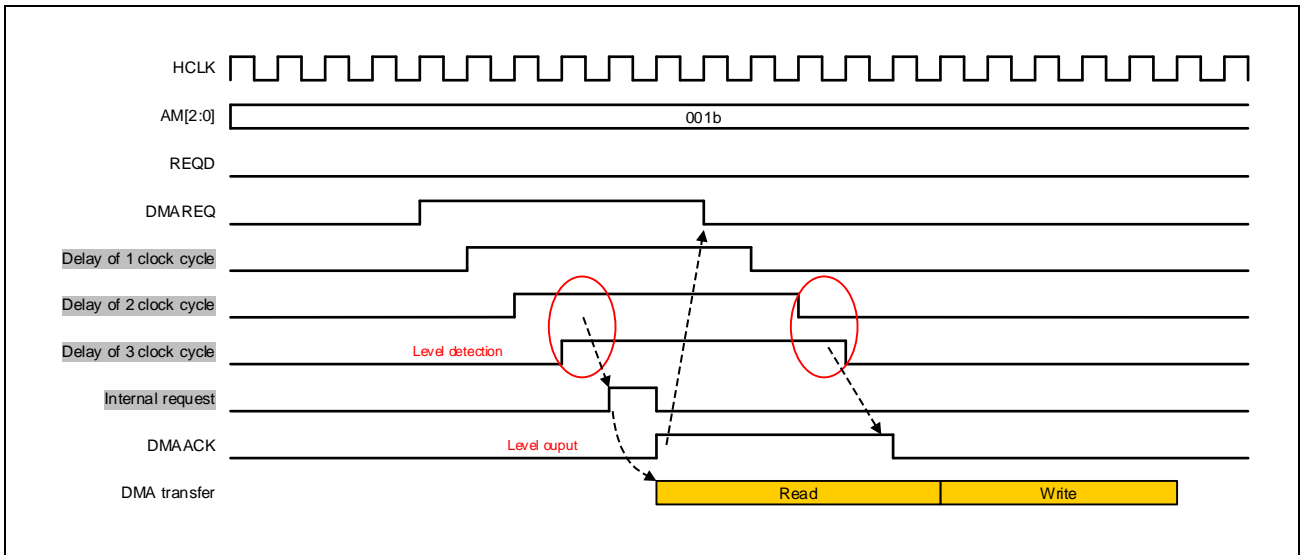 HCLK
AM[2:0]
001b
REQD
DMAREQ
Delay of 1 clock cycle
Delay of 2 clock cycle
Delay of 3 clock cycle
Level detection
Internal request
DMAACK
Level ouput
DMA transfer
Read
Write